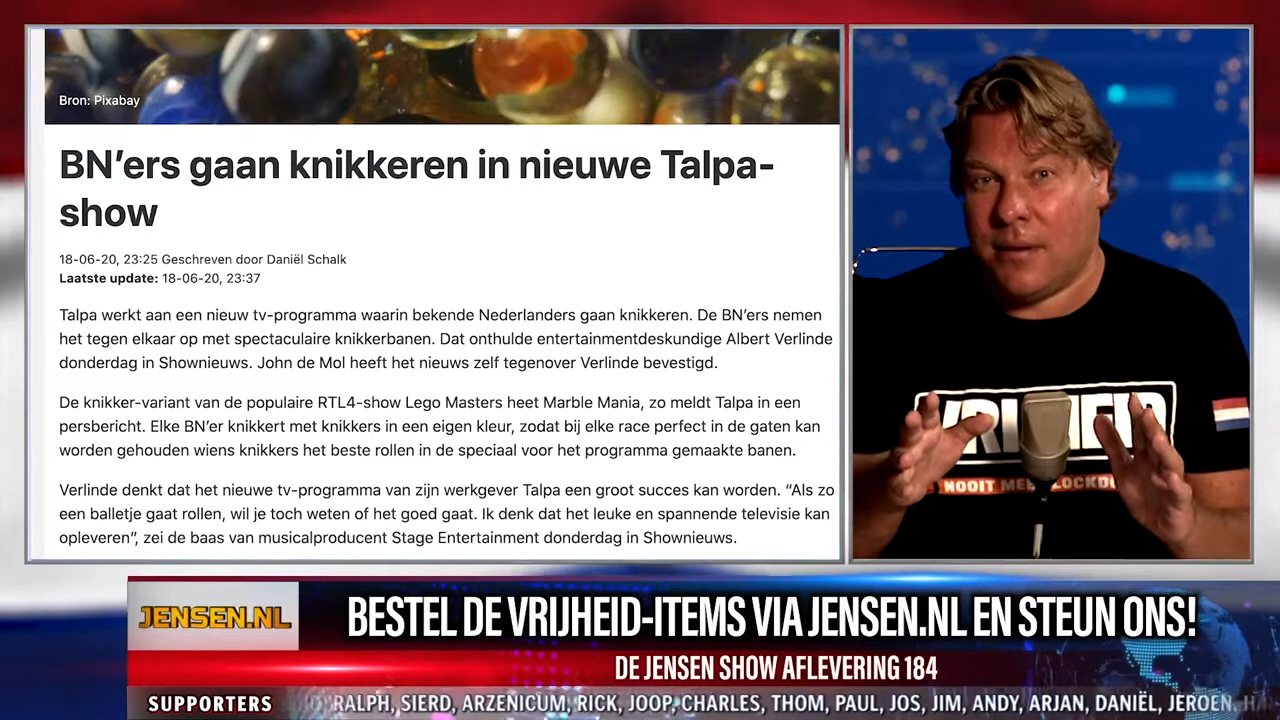 Bron: Pixabay
BN'ers gaan knikkeren in nieuwe Talpa-
show
18-06-20, 23:25 Geschreven door Daniël Schalk
Laatste update: 18-06-20, 23:37
Talpa werkt aan een nieuw tv-programma waarin bekende Nederlanders gaan knikkeren. De BN'ers nemen
het tegen elkaar op met spectaculaire knikkerbanen. Dat onthulde entertainmentdeskundige Albert Verlinde
donderdag in Shownieuws. John de Mol heeft het nieuws zelf tegenover Verlinde bevestigd.
De knikker-variant van de populaire RTL4-show Lego Masters heet Marble Mania, zo meldt Talpa in een
persbericht. Elke BN'er knikkert met knikkers in een eigen kleur, zodat bij elke race perfect in de gaten kan
worden gehouden wiens knikkers het beste rollen in de speciaal voor het programma gemaakte banen.
Verlinde denkt dat het nieuwe tv-programma van zijn werkgever Talpa een groot succes kan worden. “Als zo
een balletje gaat rollen, wil je toch weten of het goed gaat. Ik denk dat het leuke en spannende televisie kan
opleveren”, zei de baas van musicalproducent Stage Entertainment donderdag in Shownieuws.
VRIJHEID
NOOIT MEER LOCKDO
JENSEN.NL
BESTEL DE VRIJHEID-ITEMS VIA JENSEN.NL EN STEUN ONS!
DE JENSEN SHOW AFLEVERING 184
SUPPORTERS
RALPH, SIERD, ARZENICUM, RICK, JOOP, CHARLES, THOM, PAUL, JOS, JIM, ANDY, ARJAN, DANIËL, JEROEN,